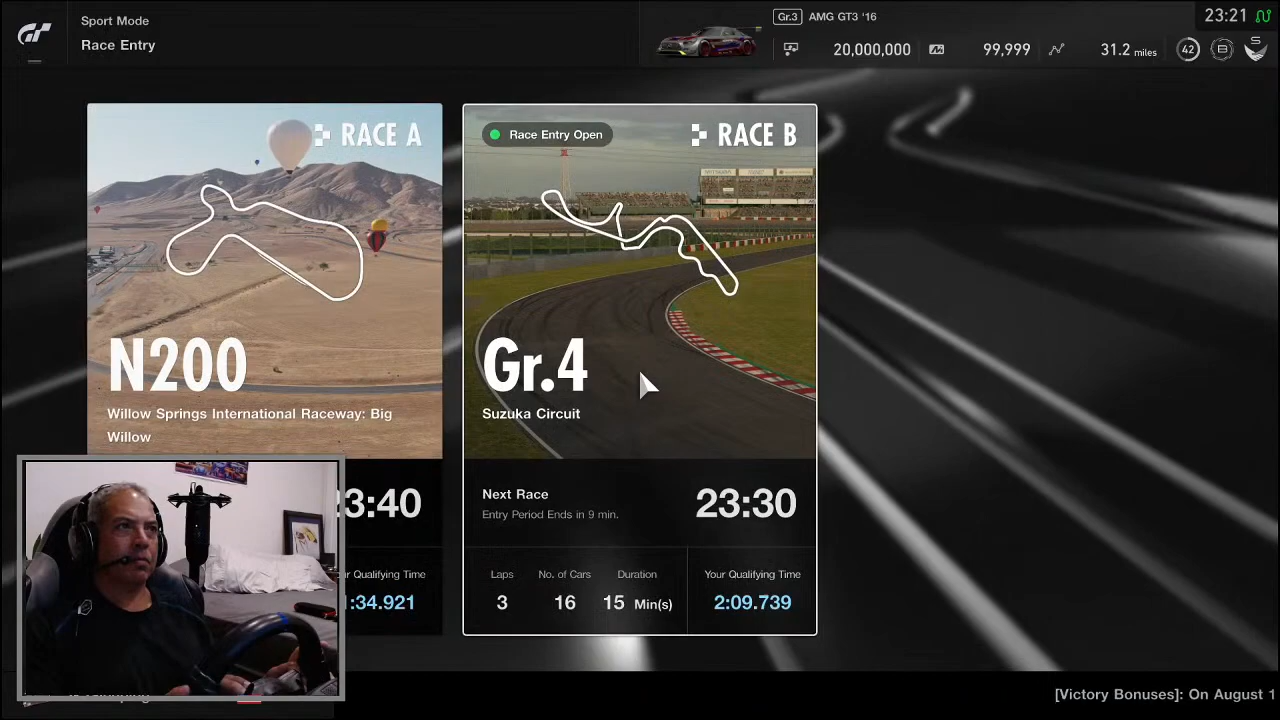 Sport Mode
Race Entry
Gr.3 AMG GT3 '16
20,000,000 99,999 31.2 miles 42 B S
23:21
RACE A
N200
Willow Springs International Raceway: Big
Willow
23:40
Qualifying Time
:34.921
Race Entry Open
RACE B
Gr.4
Suzuka Circuit
Next Race
Entry Period Ends in 9 min.
23:30
Laps No. of Cars Duration Your Qualifying Time
3 16 15 Min(s) 2:09.739
[Victory Bonuses]: On August 1